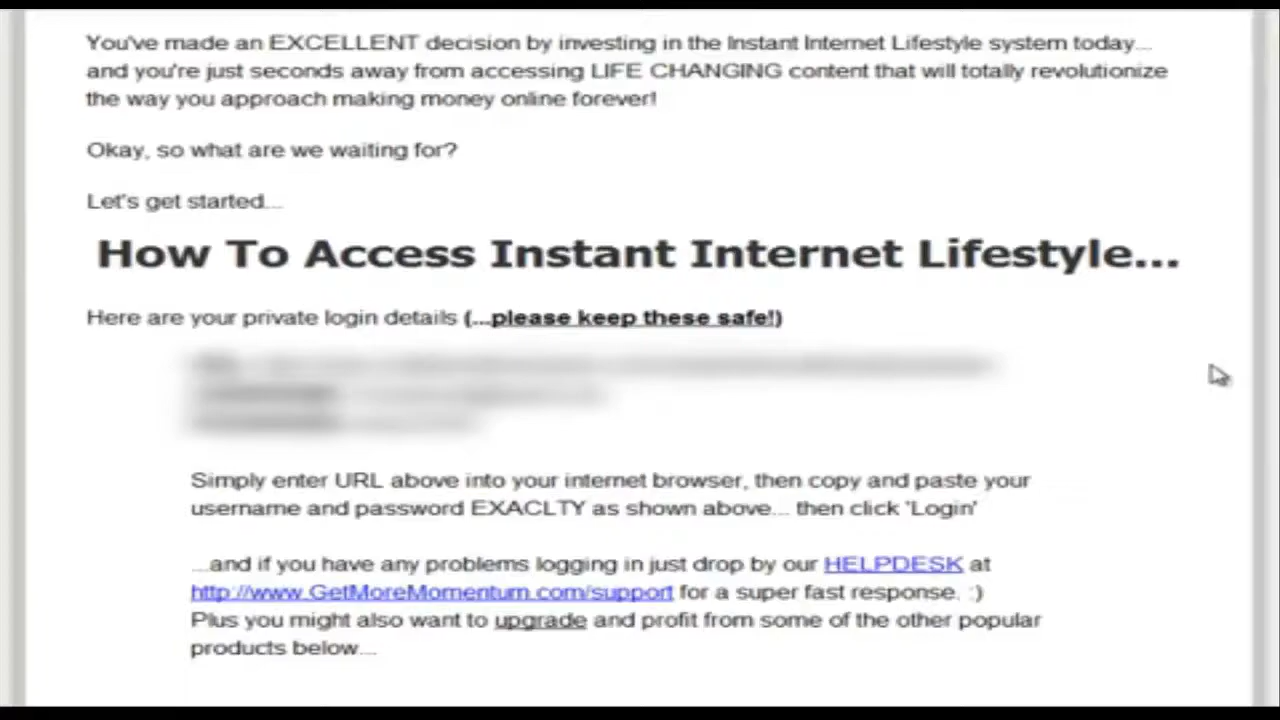 You've made an EXCELLENT decision by investing in the Instant Internet Lifestyle system today...
and you're just seconds away from accessing LIFE CHANGING content that will totally revolutionize
the way you approach making money online forever!
Okay, so what are we waiting for?
Let's get started...
How To Access Instant Internet Lifestyle...
Here are your private login details (...please keep these safe!)
Simply enter URL above into your internet browser, then copy and paste your
username and password EXACLTY as shown above... then click 'Login'
...and if you have any problems logging in just drop by our HELPDESK at
http://www.GetMoreMomentum.com/support for a super fast response. :)
Plus you might also want to upgrade and profit from some of the other popular
products below...